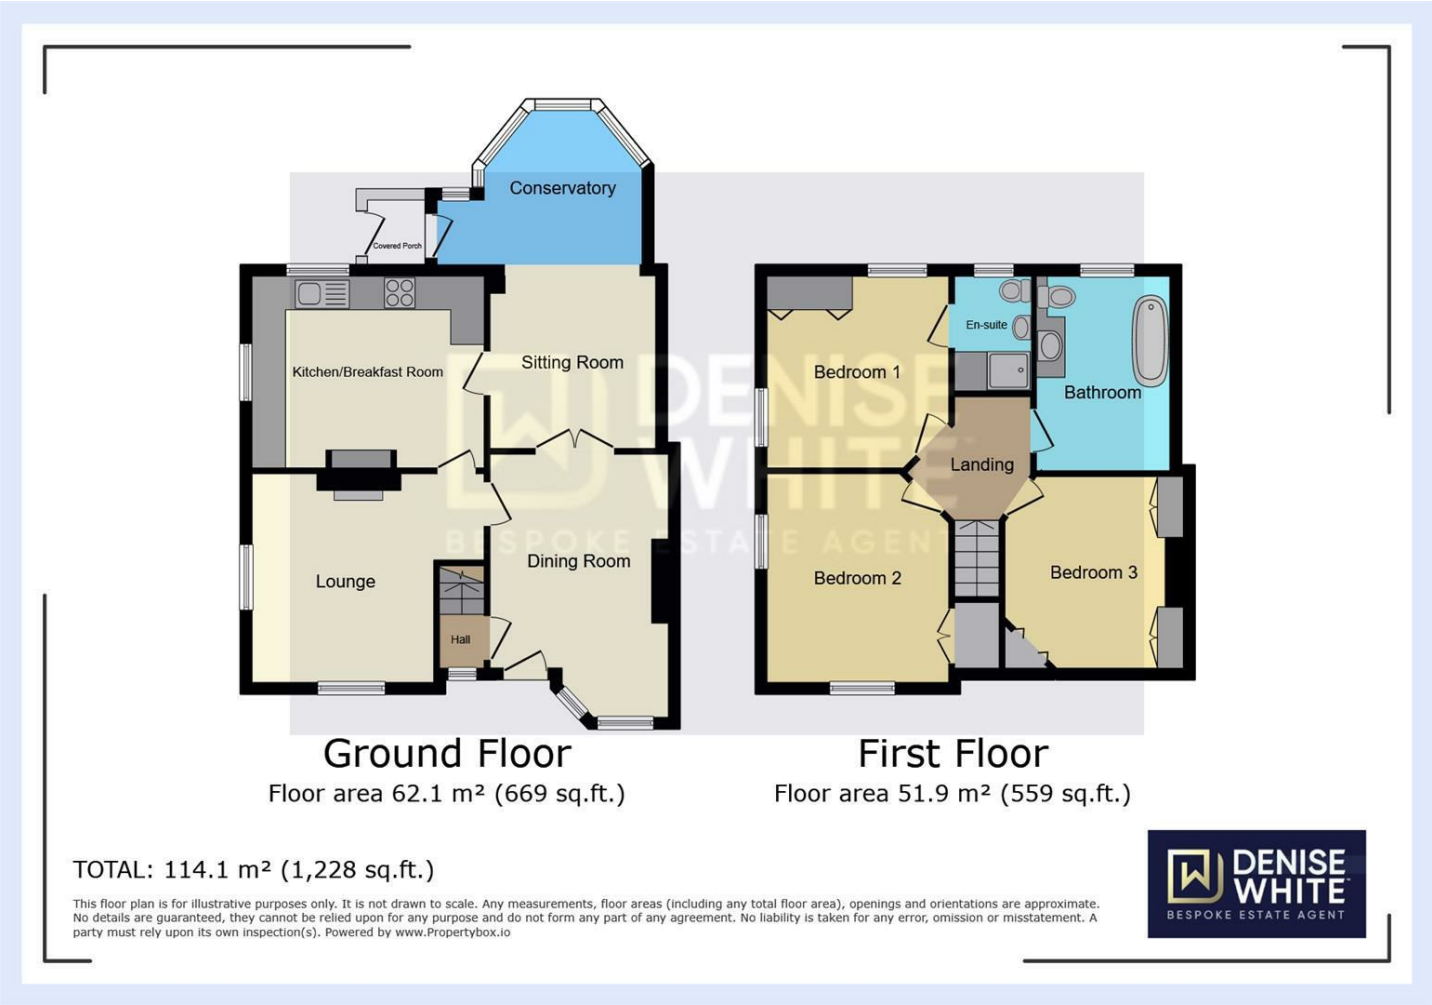 Conservatory
Covered Porch
Kitchen/Breakfast Room
Sitting Room
Lounge
Dining Room
Hall
Bedroom 1
En-suite
Bathroom
Landing
Bedroom 2
Bedroom 3
DENISE
WHITE
BESPOKE ESTATE AGENT
Ground Floor
Floor area 62.1 m² (669 sq.ft.)
First Floor
Floor area 51.9 m² (559 sq.ft.)
TOTAL: 114.1 m² (1,228 sq.ft.)
This floor plan is for illustrative purposes only. It is not drawn to scale. Any measurements, floor areas (including any total floor area), openings and orientations are approximate.
No details are guaranteed, they cannot be relied upon for any purpose and do not form any part of any agreement. No liability is taken for any error, omission or misstatement. A
party must rely upon its own inspection(s). Powered by www.Propertybox.io
DENISE
WHITE™
BESPOKE ESTATE AGENT